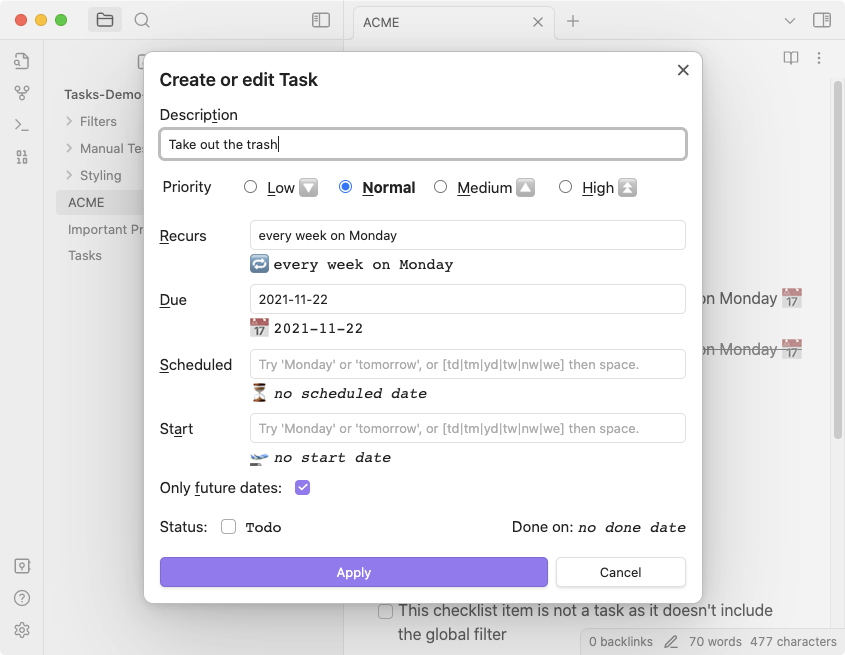 ACME
Tasks-Demo-
Filters
Manual Te
Styling
ACME
Important Pr
Tasks
Create or edit Task
Description
Take out the trash
Priority Low Normal Medium High
Recurs every week on Monday
every week on Monday
Due 2021-11-22
2021-11-22
Scheduled Try 'Monday' or 'tomorrow', or [td|tm|yd|tw|nw|we] then space.
no scheduled date
Start Try 'Monday' or 'tomorrow', or [td|tm|yd|tw|nw|we] then space.
no start date
Only future dates:
Status: Todo Done on: no done date
Apply Cancel
on Monday 17
on Monday 17
This checklist item is not a task as it doesn't include
the global filter
0 backlinks 70 words 477 characters